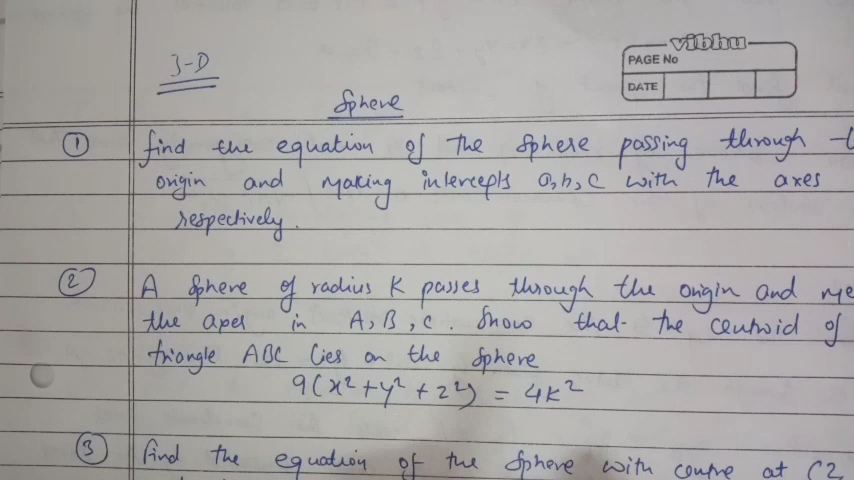 3-D
vibhu
PAGE No
DATE
Sphere
① find the equation of the sphere passing through
origin and making intercepts a, b, c with the axes
respectively.
② A sphere of radius K passes through the origin and me
the axes in A, B, C. Show that the centroid of
triangle ABC lies on the sphere
9(x² + y² + z²) = 4k²
③ find the equation of the sphere with centre at (2,